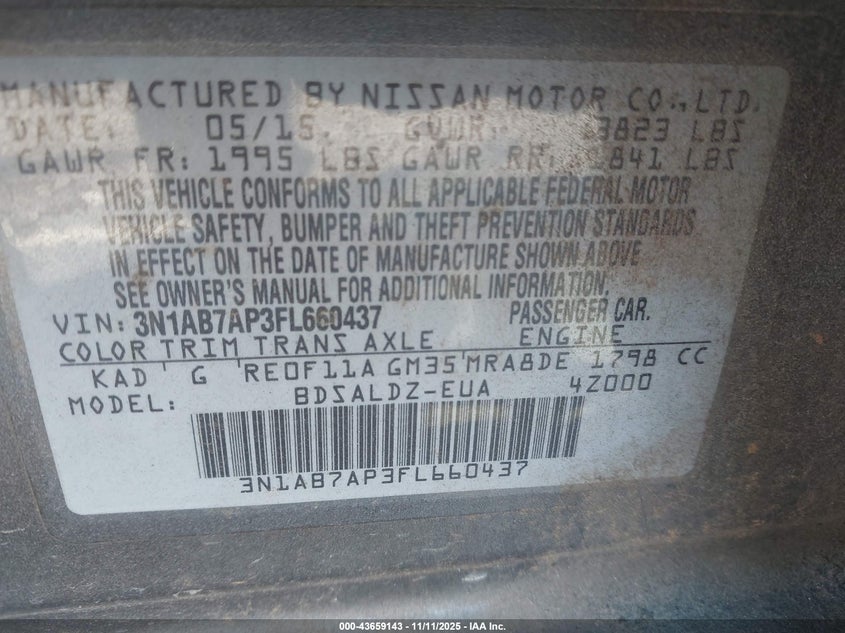 MANUFACTURED BY NISSAN MOTOR CO.,LTD.
DATE: 05/15 GVWR: 3823 LBS
GAWR FR: 1995 LBS GAWR RR: 1841 LBS
THIS VEHICLE CONFORMS TO ALL APPLICABLE FEDERAL MOTOR
VEHICLE SAFETY, BUMPER AND THEFT PREVENTION STANDARDS
IN EFFECT ON THE DATE OF MANUFACTURE SHOWN ABOVE
SEE OWNER'S MANUAL FOR ADDITIONAL INFORMATION.
VIN: 3N1AB7AP3FL660437 PASSENGER CAR.
COLOR TRIM TRANS AXLE ENGINE
KAD G RE0F11A GM35 MRA8DE 1798 CC
MODEL: BDSALDZ-EUA 4Z000
3N1AB7AP3FL660437
000-43659143 - 11/11/2025 - IAA Inc.